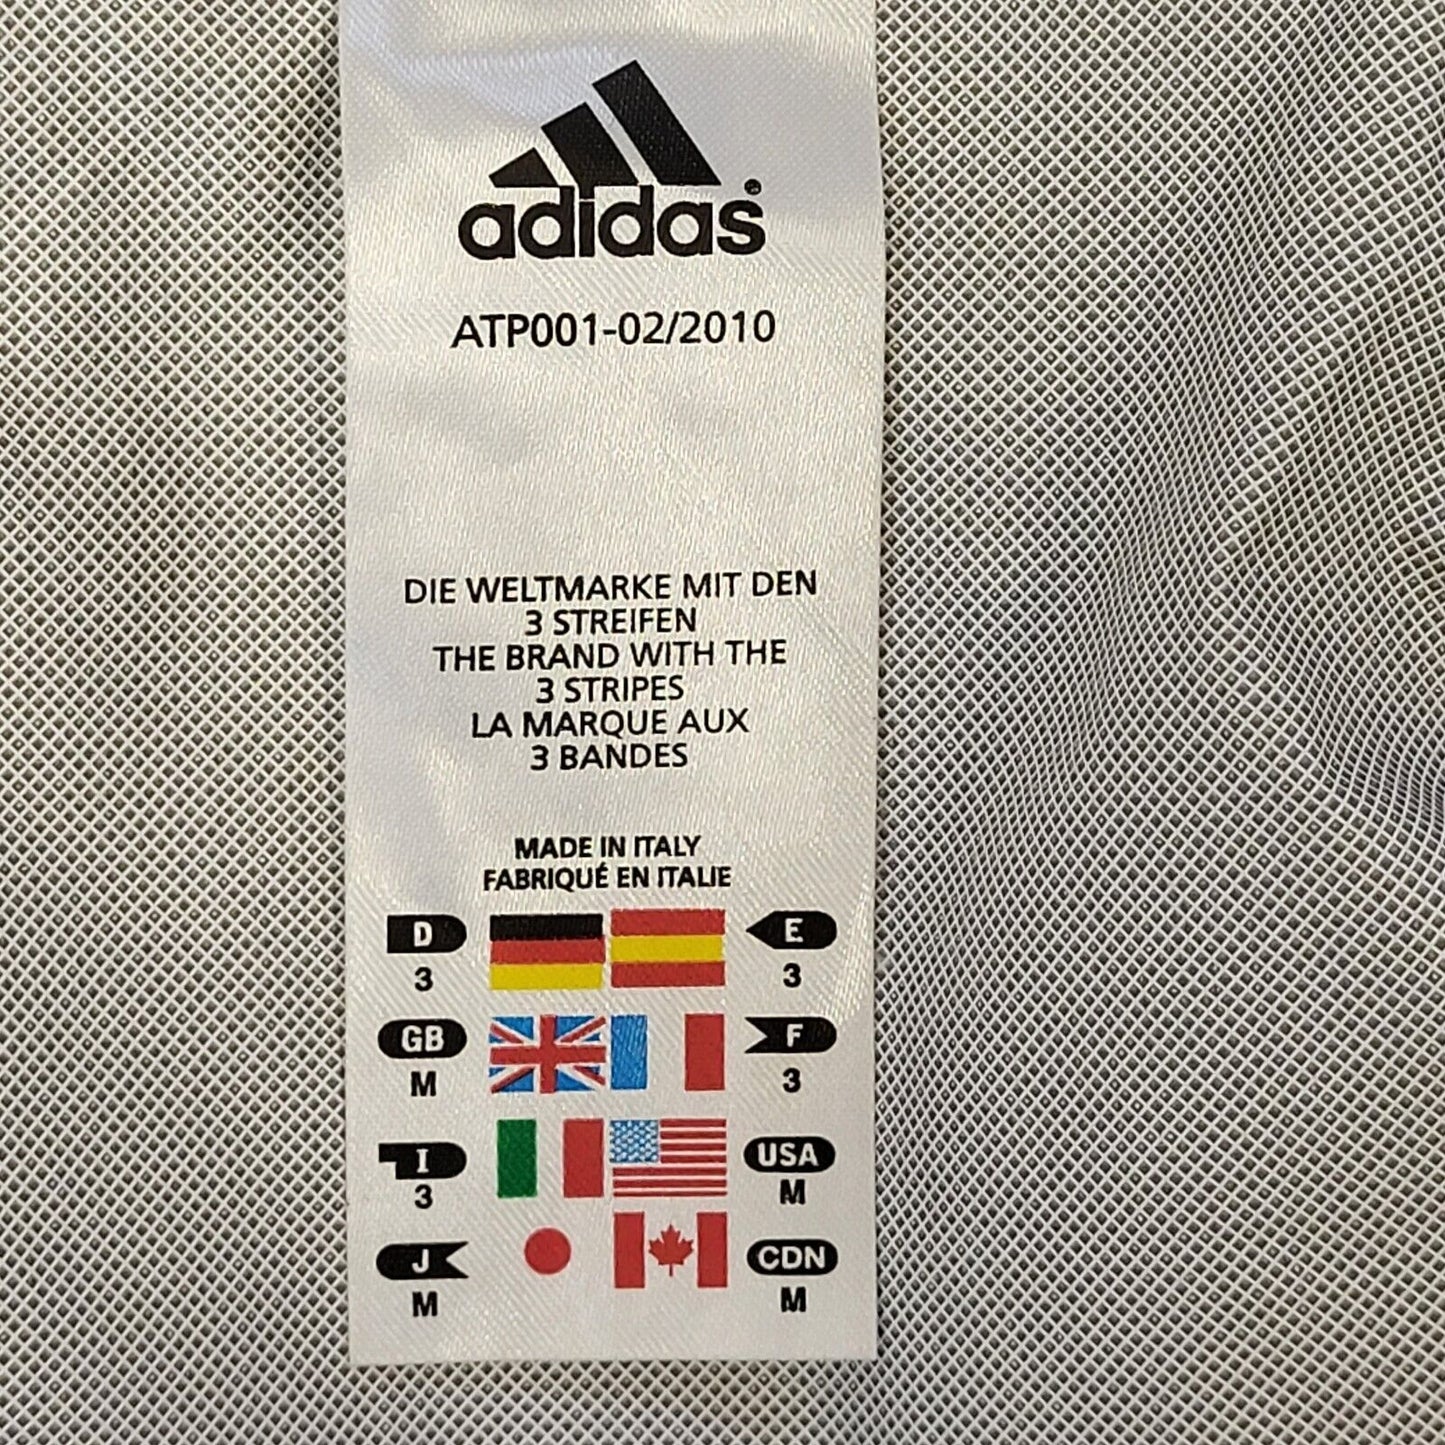 adidas®
ATP001-02/2010
DIE WELTMARKE MIT DEN
3 STREIFEN
THE BRAND WITH THE
3 STRIPES
LA MARQUE AUX
3 BANDES
MADE IN ITALY
FABRIQUÉ EN ITALIE
D E
3 3
GB F
M 3
I USA
3 M
J CDN
M M